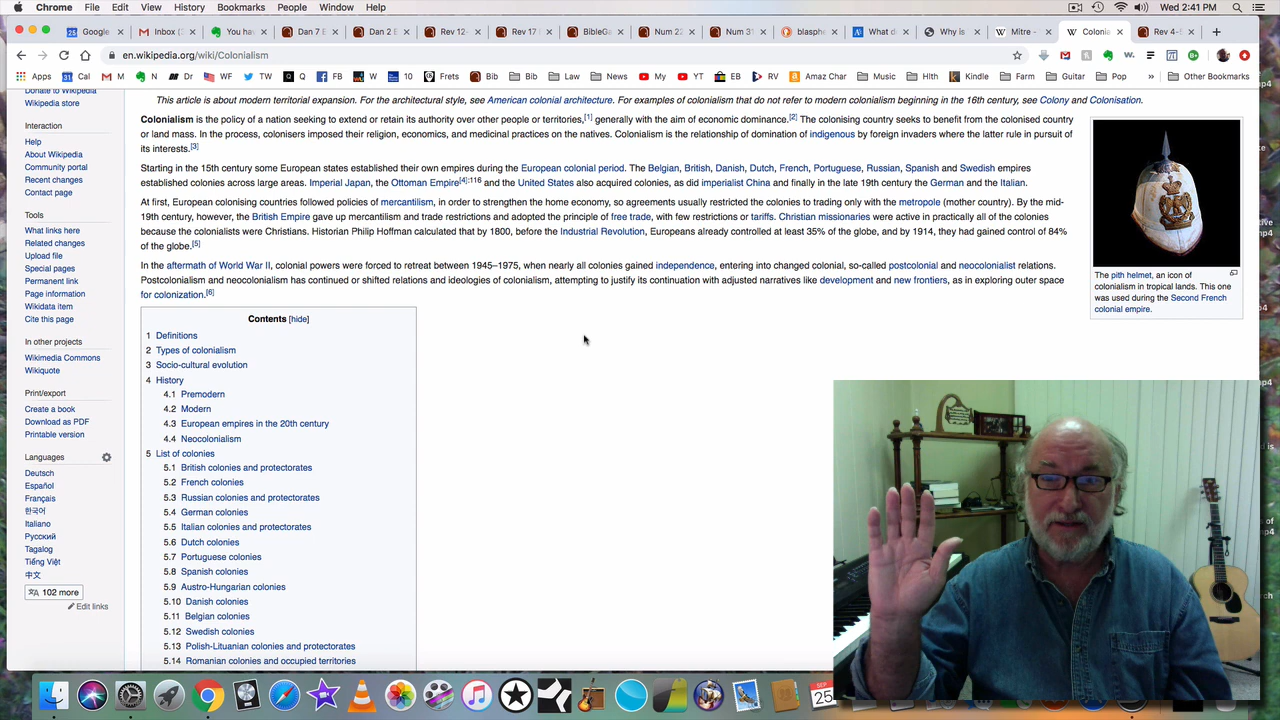 Chrome File Edit View History Bookmarks People Window Help
Wed 2:41 PM
Google
Inbox (
You hav
Dan 7 E
Dan 2 E
Rev 12-
Rev 17
BibleGa
Num 22
Num 31
blasphe
What d
Why is
Mitre -
Colonia
Rev 4-5
en.wikipedia.org/wiki/Colonialism
Apps Cal M N Dr WF TW Q FB W 10 Frets Bib Bib Law News My YT EB RV Amaz Char Music Hlth Kindle Farm Guitar Pop » Other Bookmarks
Donate to Wikipedia
Wikipedia store
Interaction
Help
About Wikipedia
Community portal
Recent changes
Contact page
Tools
What links here
Related changes
Upload file
Special pages
Permanent link
Page information
Wikidata item
Cite this page
In other projects
Wikimedia Commons
Wikiquote
Print/export
Create a book
Download as PDF
Printable version
Languages
Deutsch
Español
Français
한국어
Italiano
Русский
Tagalog
Tiếng Việt
中文
102 more
Edit links
This article is about modern territorial expansion. For the architectural style, see American colonial architecture. For examples of colonialism that do not refer to modern colonialism beginning in the 16th century, see Colony and Colonisation.
Colonialism is the policy of a nation seeking to extend or retain its authority over other people or territories,[1] generally with the aim of economic dominance.[2] The colonising country seeks to benefit from the colonised country
or land mass. In the process, colonisers imposed their religion, economics, and medicinal practices on the natives. Colonialism is the relationship of domination of indigenous by foreign invaders where the latter rule in pursuit of
its interests.[3]
Starting in the 15th century some European states established their own empires during the European colonial period. The Belgian, British, Danish, Dutch, French, Portuguese, Russian, Spanish and Swedish empires
established colonies across large areas. Imperial Japan, the Ottoman Empire[4]:116 and the United States also acquired colonies, as did imperialist China and finally in the late 19th century the German and the Italian.
At first, European colonising countries followed policies of mercantilism, in order to strengthen the home economy, so agreements usually restricted the colonies to trading only with the metropole (mother country). By the mid-
19th century, however, the British Empire gave up mercantilism and trade restrictions and adopted the principle of free trade, with few restrictions or tariffs. Christian missionaries were active in practically all of the colonies
because the colonialists were Christians. Historian Philip Hoffman calculated that by 1800, before the Industrial Revolution, Europeans already controlled at least 35% of the globe, and by 1914, they had gained control of 84%
of the globe.[5]
In the aftermath of World War II, colonial powers were forced to retreat between 1945–1975, when nearly all colonies gained independence, entering into changed colonial, so-called postcolonial and neocolonialist relations.
Postcolonialism and neocolonialism has continued or shifted relations and ideologies of colonialism, attempting to justify its continuation with adjusted narratives like development and new frontiers, as in exploring outer space
for colonization.[6]
The pith helmet, an icon of
colonialism in tropical lands. This one
was used during the Second French
colonial empire.
Contents [hide]
1 Definitions
2 Types of colonialism
3 Socio-cultural evolution
4 History
4.1 Premodern
4.2 Modern
4.3 European empires in the 20th century
4.4 Neocolonialism
5 List of colonies
5.1 British colonies and protectorates
5.2 French colonies
5.3 Russian colonies and protectorates
5.4 German colonies
5.5 Italian colonies and protectorates
5.6 Dutch colonies
5.7 Portuguese colonies
5.8 Spanish colonies
5.9 Austro-Hungarian colonies
5.10 Danish colonies
5.11 Belgian colonies
5.12 Swedish colonies
5.13 Polish-Lituanian colonies and protectorates
5.14 Romanian colonies and occupied territories
SEP
25